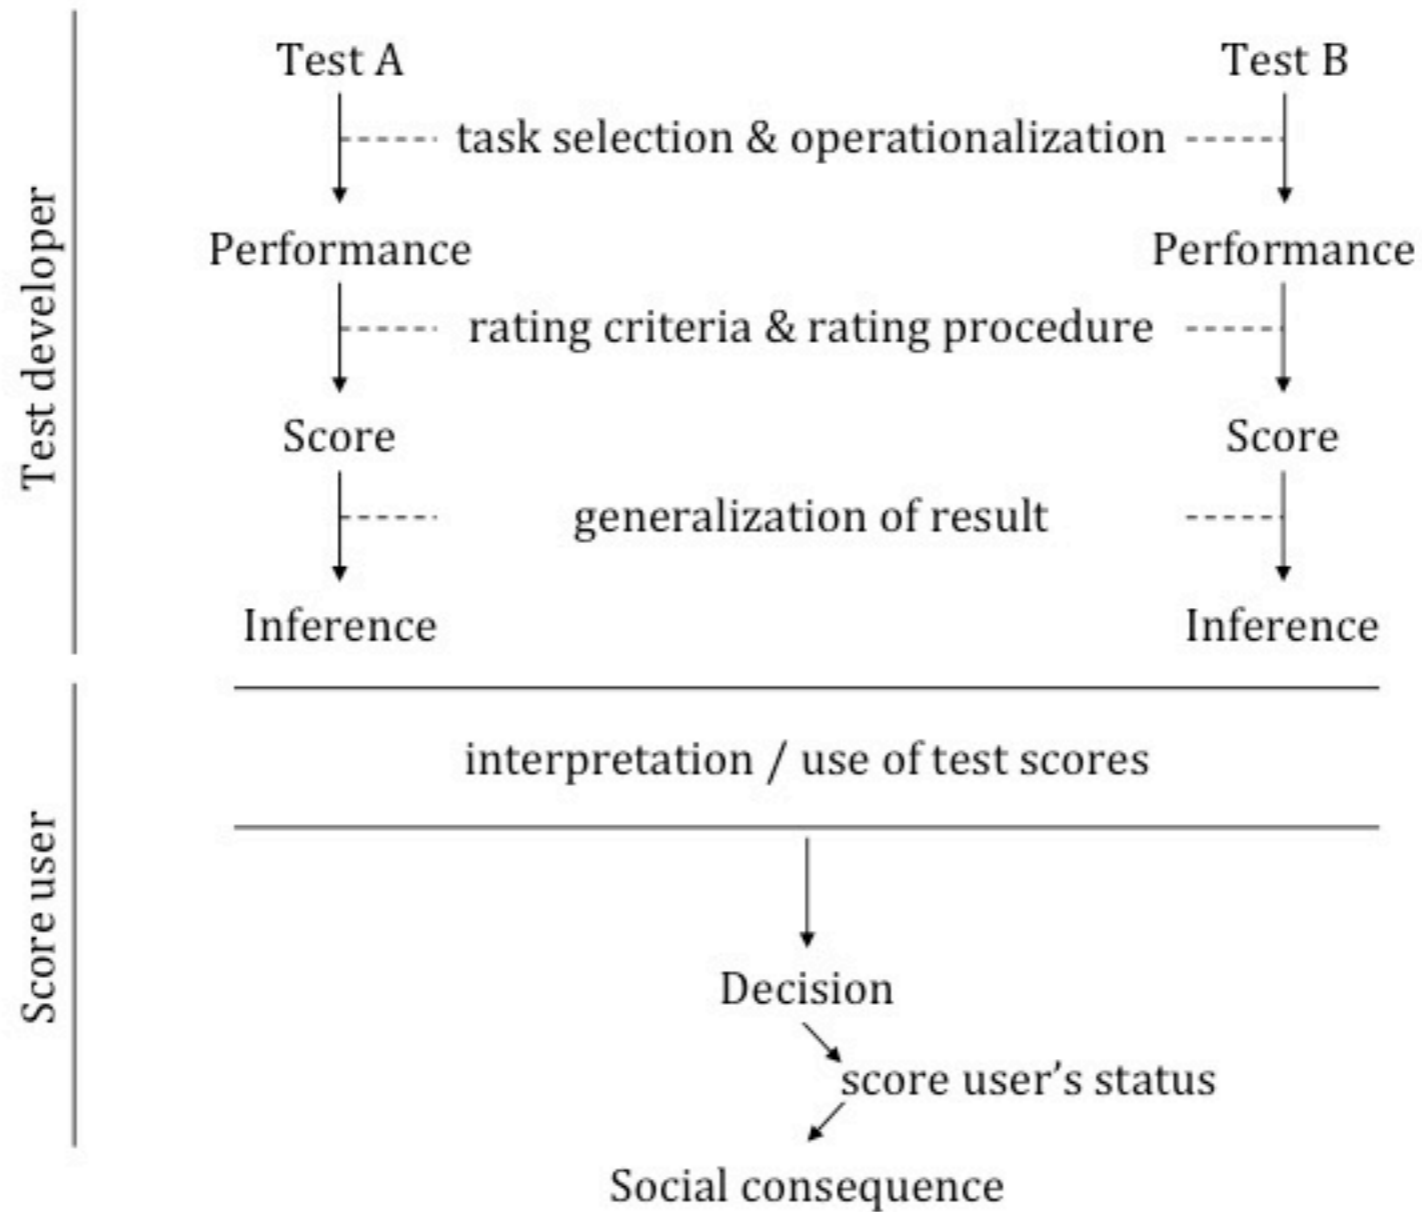 Test developer
Test A
Test B
task selection & operationalization
Performance
Performance
rating criteria & rating procedure
Score
Score
generalization of result
Inference
Inference
Score user
interpretation / use of test scores
Decision
score user’s status
Social consequence